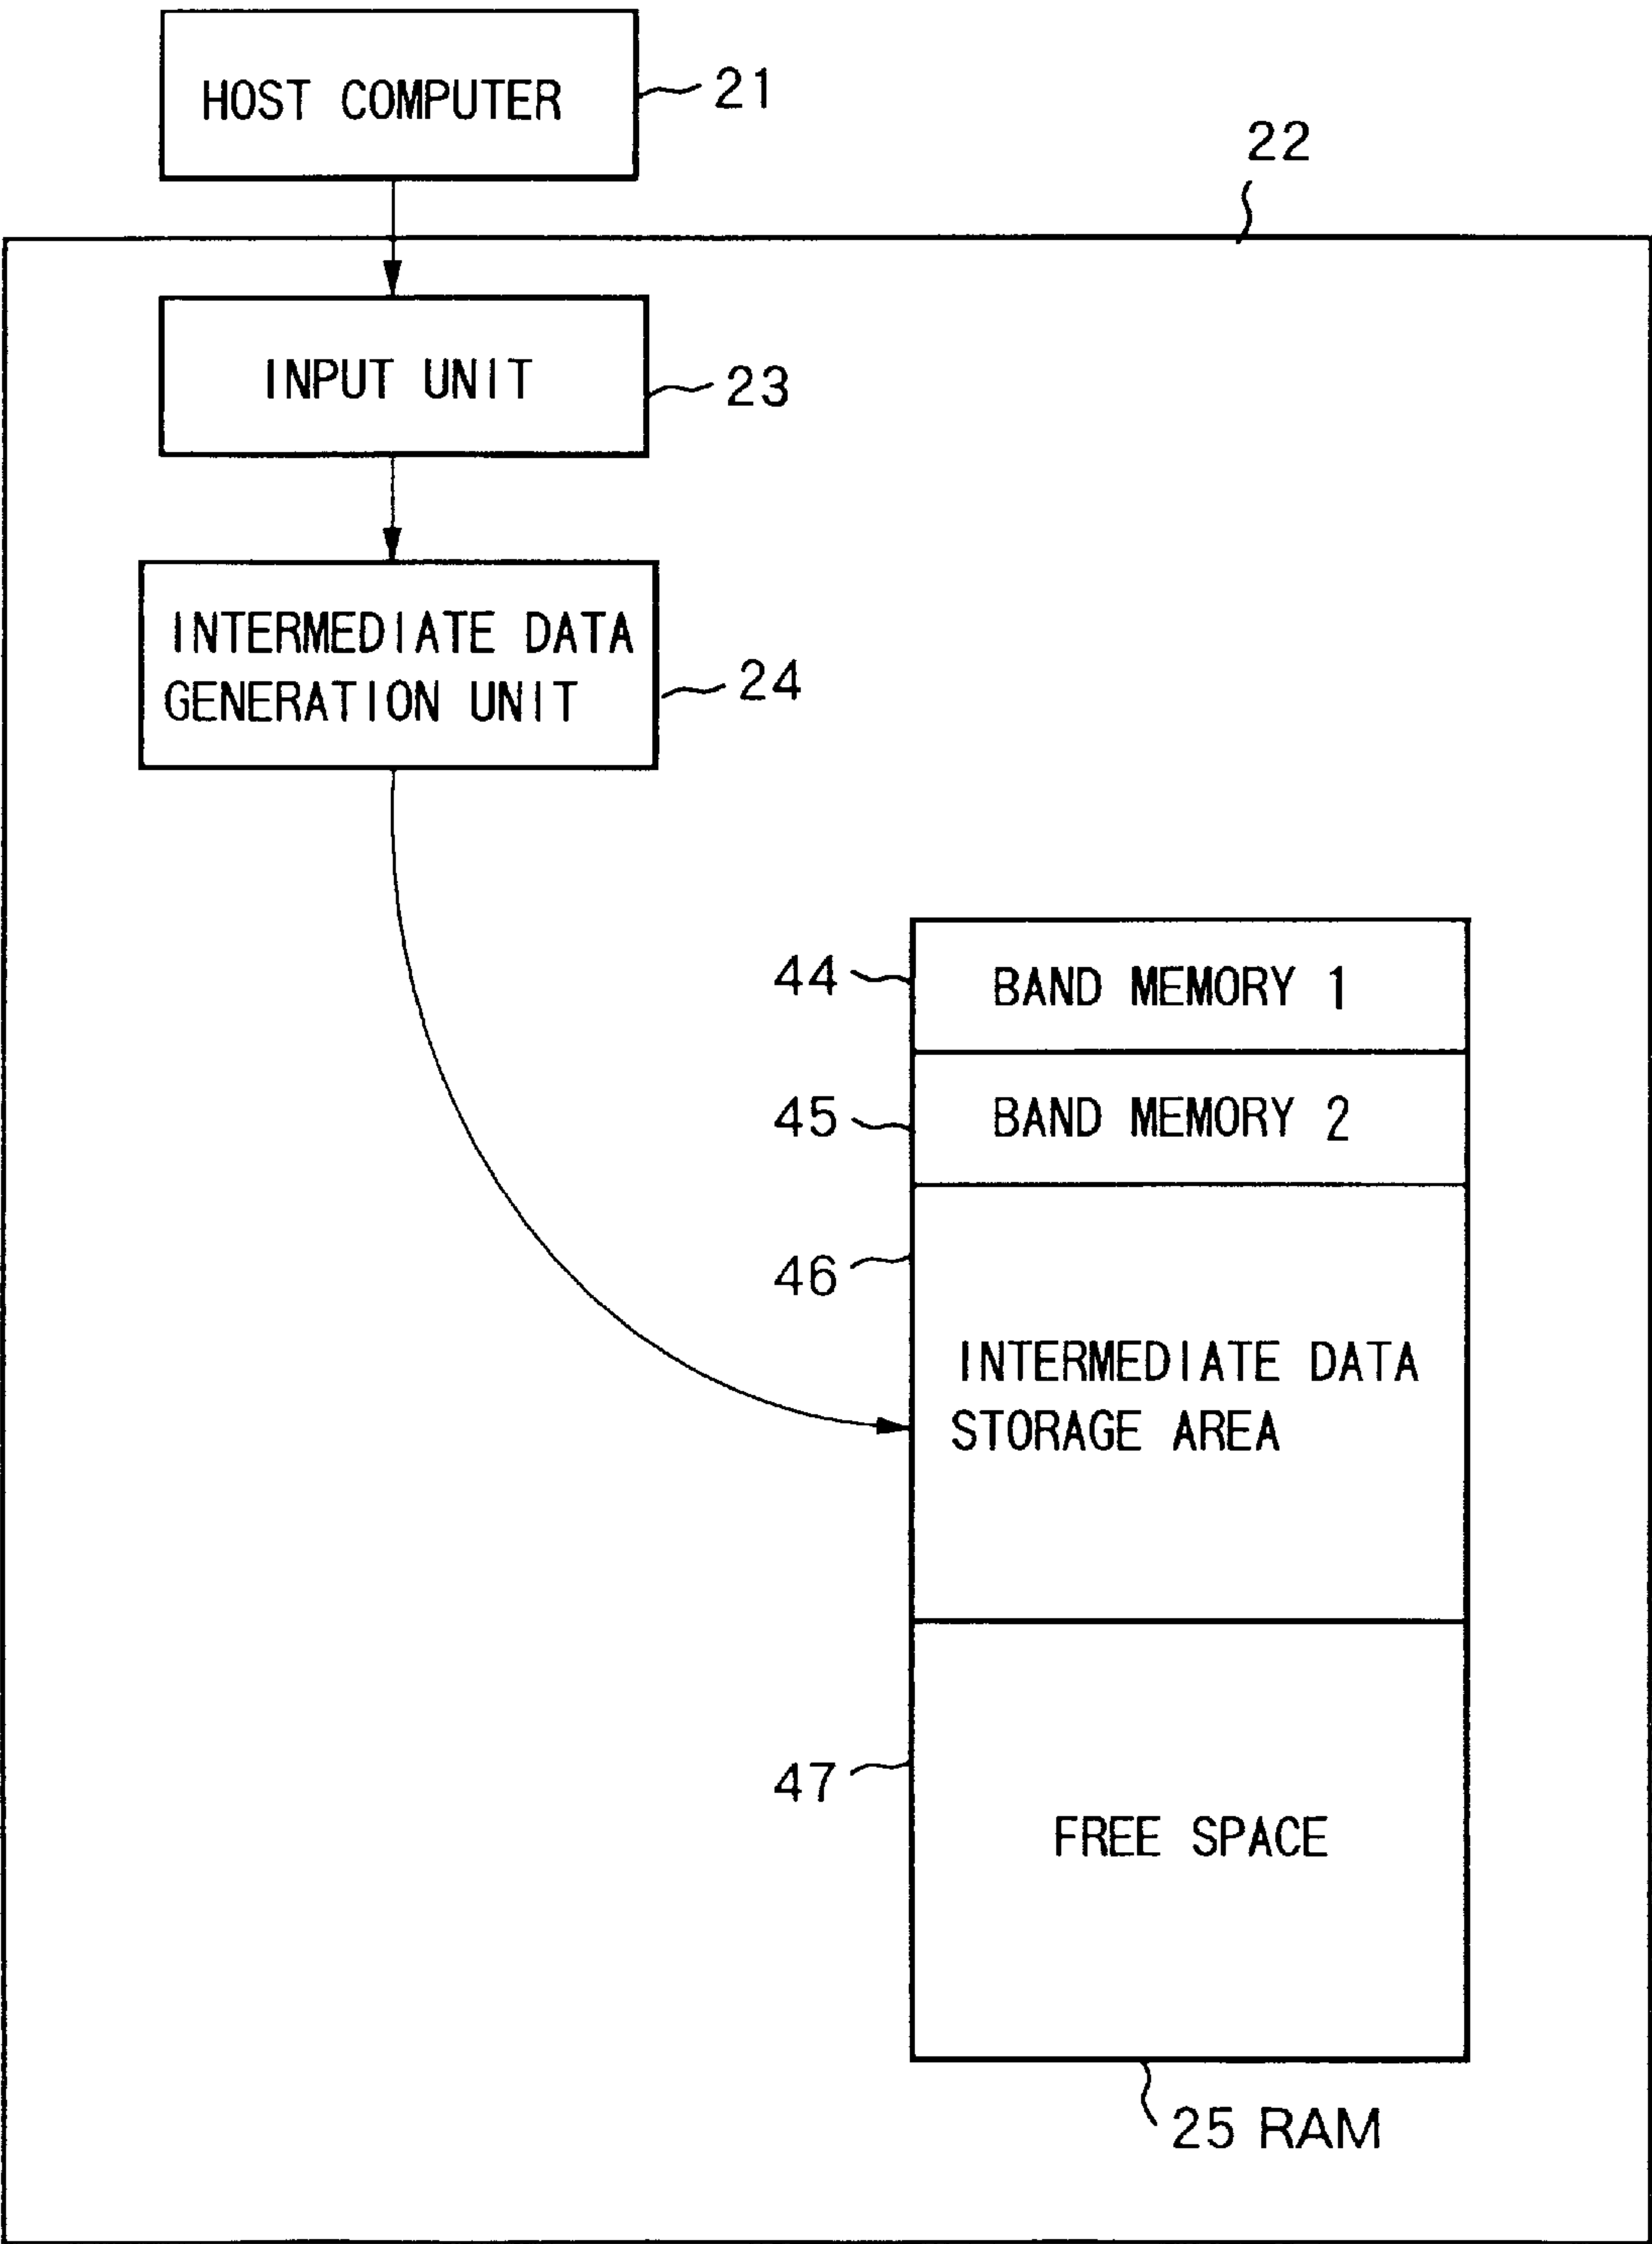 HOST COMPUTER
21
22
INPUT UNIT
23
INTERMEDIATE DATA
GENERATION UNIT
24
44
BAND MEMORY 1
45
BAND MEMORY 2
46
INTERMEDIATE DATA
STORAGE AREA
47
FREE SPACE
25 RAM